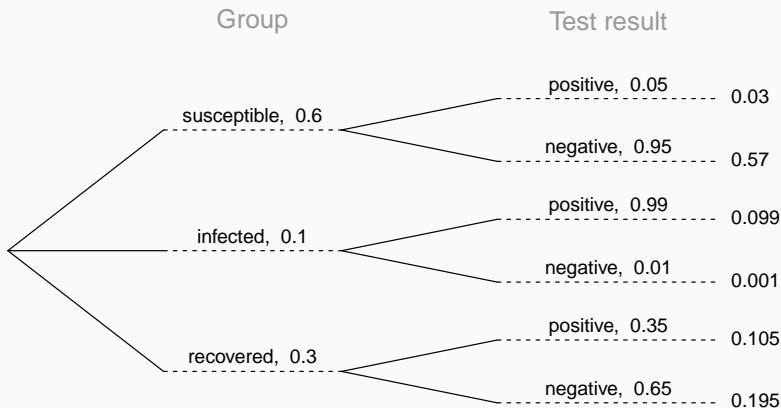 Group
Test result
susceptible, 0.6
positive, 0.05
0.03
negative, 0.95
0.57
infected, 0.1
positive, 0.99
0.099
negative, 0.01
0.001
recovered, 0.3
positive, 0.35
0.105
negative, 0.65
0.195